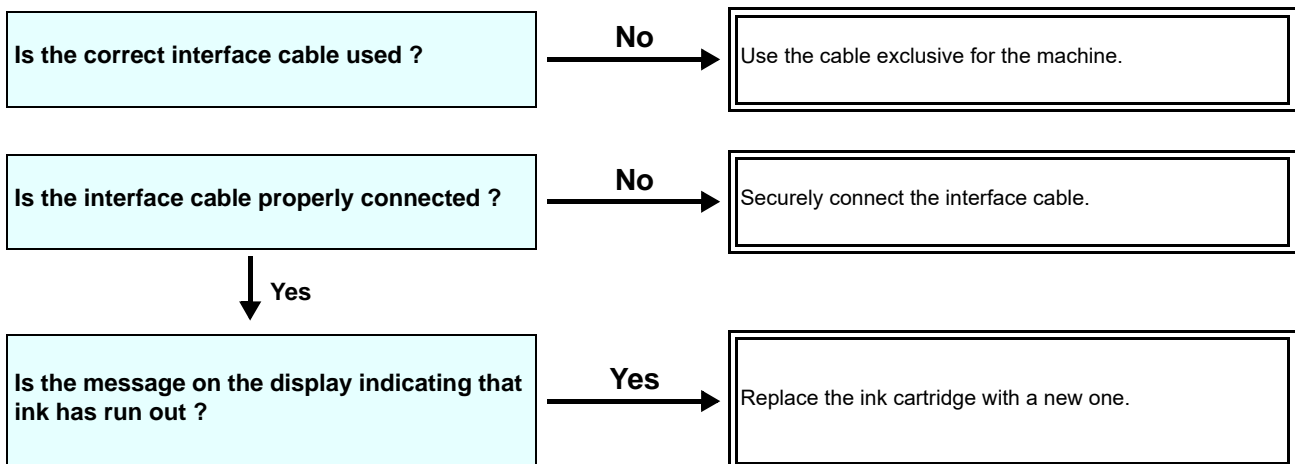 Is the correct interface cable used ?
No
Use the cable exclusive for the machine.
Is the interface cable properly connected ?
No
Securely connect the interface cable.
Yes
Is the message on the display indicating that
ink has run out ?
Yes
Replace the ink cartridge with a new one.